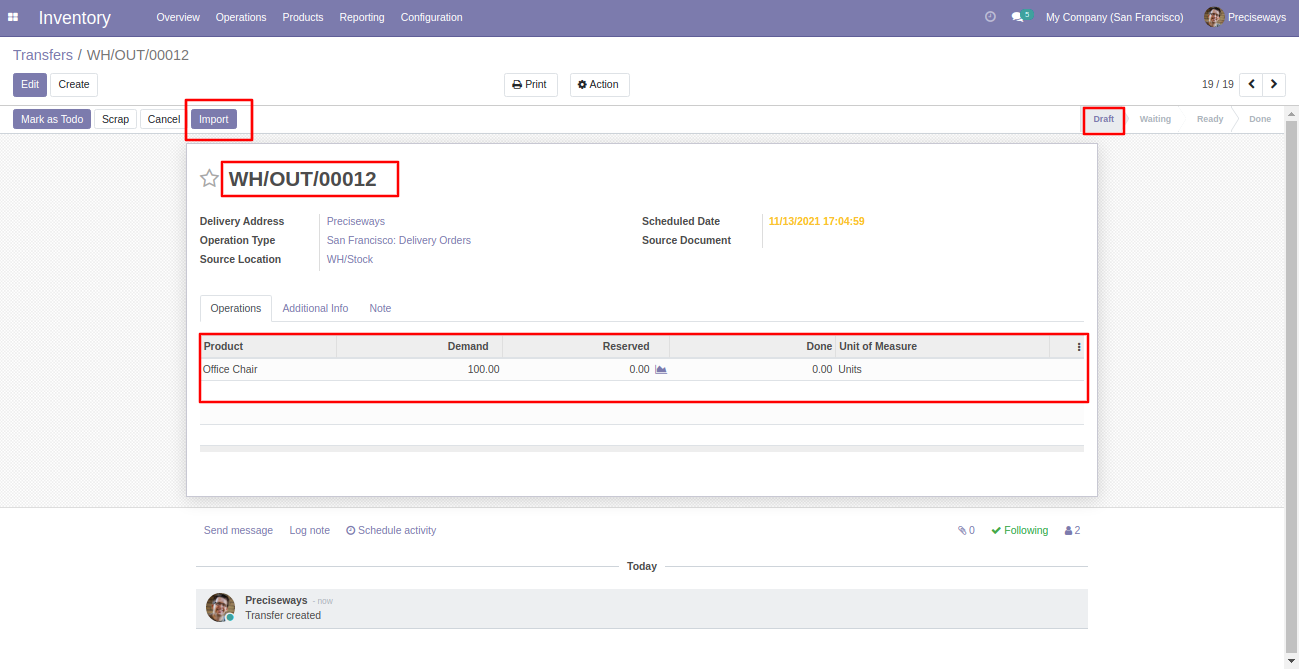 Inventory Overview Operations Products Reporting Configuration 5 My Company (San Francisco) Preciseways
Transfers / WH/OUT/00012
Edit Create Print Action 19 / 19
Mark as Todo Scrap Cancel Import Draft Waiting Ready Done
WH/OUT/00012
Delivery Address Preciseways Scheduled Date 11/13/2021 17:04:59
Operation Type San Francisco: Delivery Orders Source Document
Source Location WH/Stock
Operations Additional Info Note
Product Demand Reserved Done Unit of Measure
Office Chair 100.00 0.00 0.00 Units
Send message Log note Schedule activity 0 Following 2
Today
Preciseways - now
Transfer created